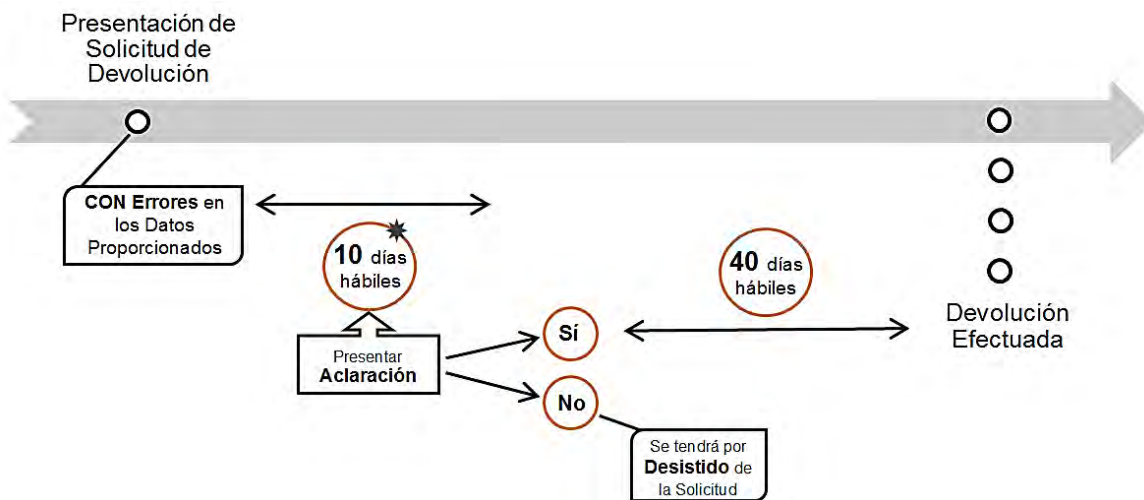 Presentación de
Solicitud de
Devolución
CON Errores en
los Datos
Proporcionados
10 días
hábiles
Presentar
Aclaración
Sí
No
40 días
hábiles
Se tendrá por
Desistido de
la Solicitud
Devolución
Efectuada